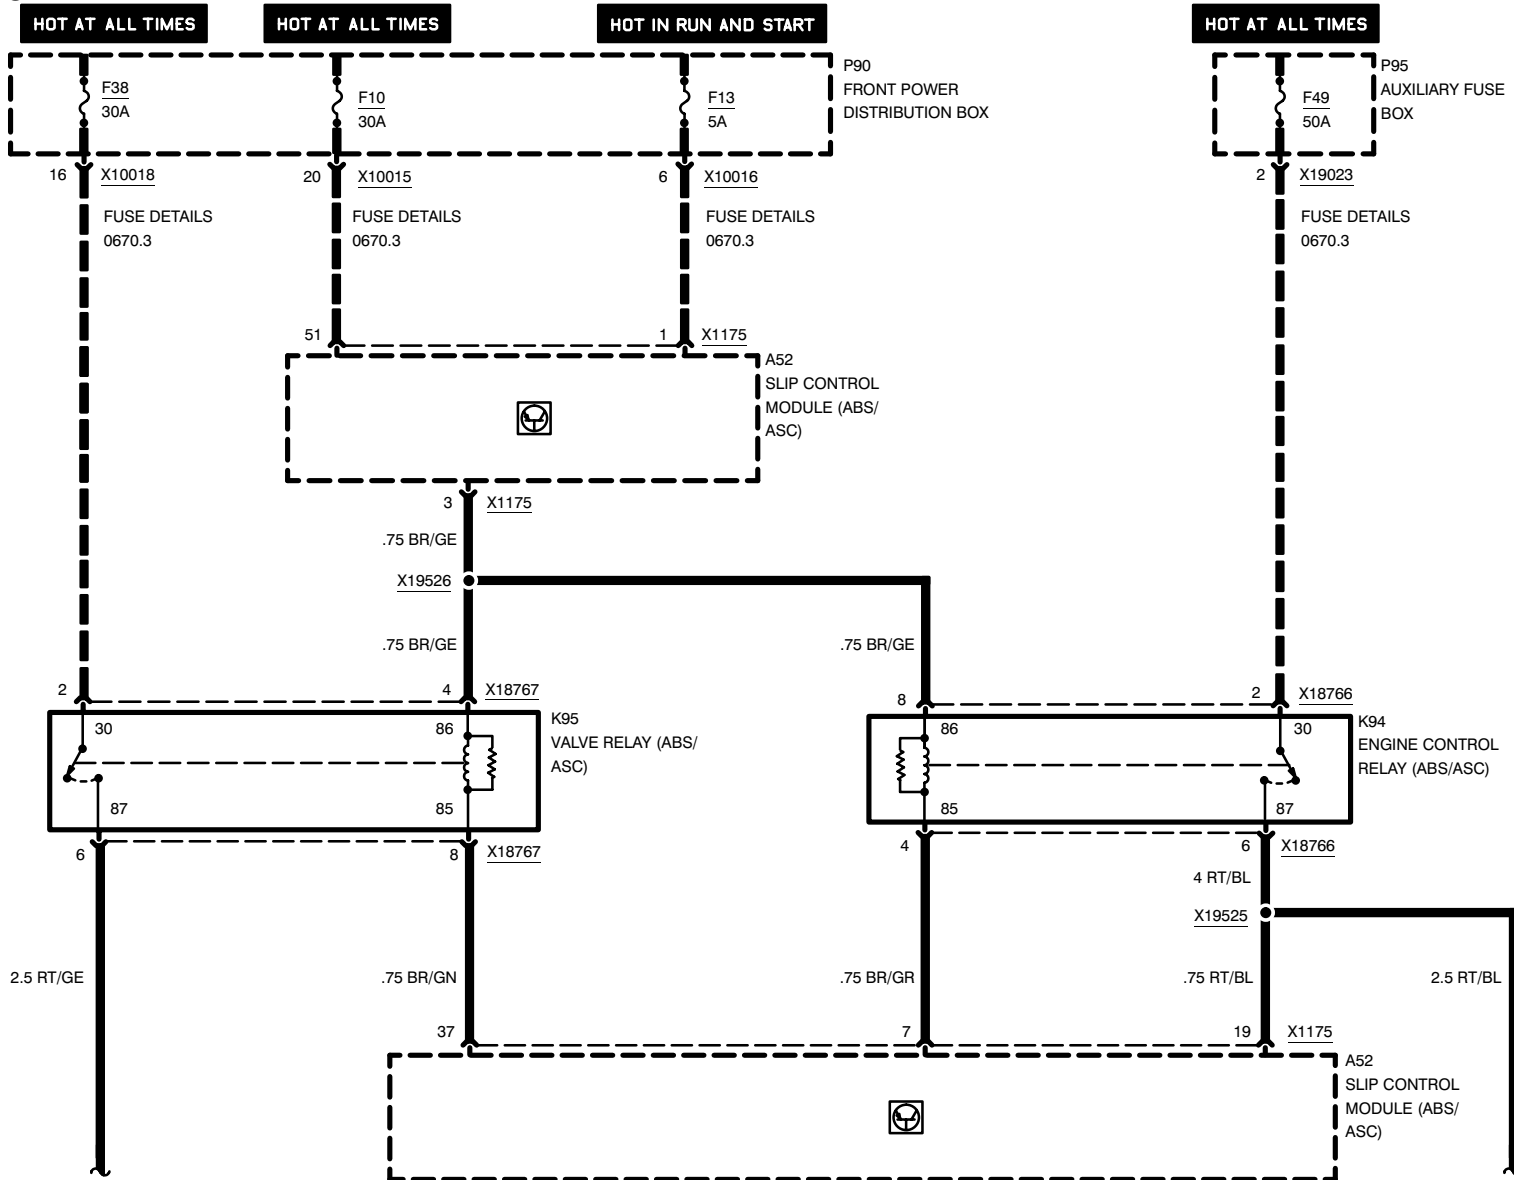 HOT AT ALL TIMES
HOT AT ALL TIMES
HOT IN RUN AND START
HOT AT ALL TIMES
F38
30A
F10
30A
F13
5A
P90
FRONT POWER
DISTRIBUTION BOX
F49
50A
P95
AUXILIARY FUSE
BOX
16 X10018
20 X10015
6 X10016
2 X19023
FUSE DETAILS
0670.3
FUSE DETAILS
0670.3
FUSE DETAILS
0670.3
FUSE DETAILS
0670.3
51
1 X1175
A52
SLIP CONTROL
MODULE (ABS/
ASC)
3 X1175
.75 BR/GE
X19526
.75 BR/GE
.75 BR/GE
2
4 X18767
8
2 X18766
30
86
K95
VALVE RELAY (ABS/
ASC)
87
85
86
30
K94
ENGINE CONTROL
RELAY (ABS/ASC)
85
87
6
8 X18767
4
6 X18766
4 RT/BL
X19525
2.5 RT/GE
.75 BR/GN
.75 BR/GR
.75 RT/BL
2.5 RT/BL
37
7
19 X1175
A52
SLIP CONTROL
MODULE (ABS/
ASC)